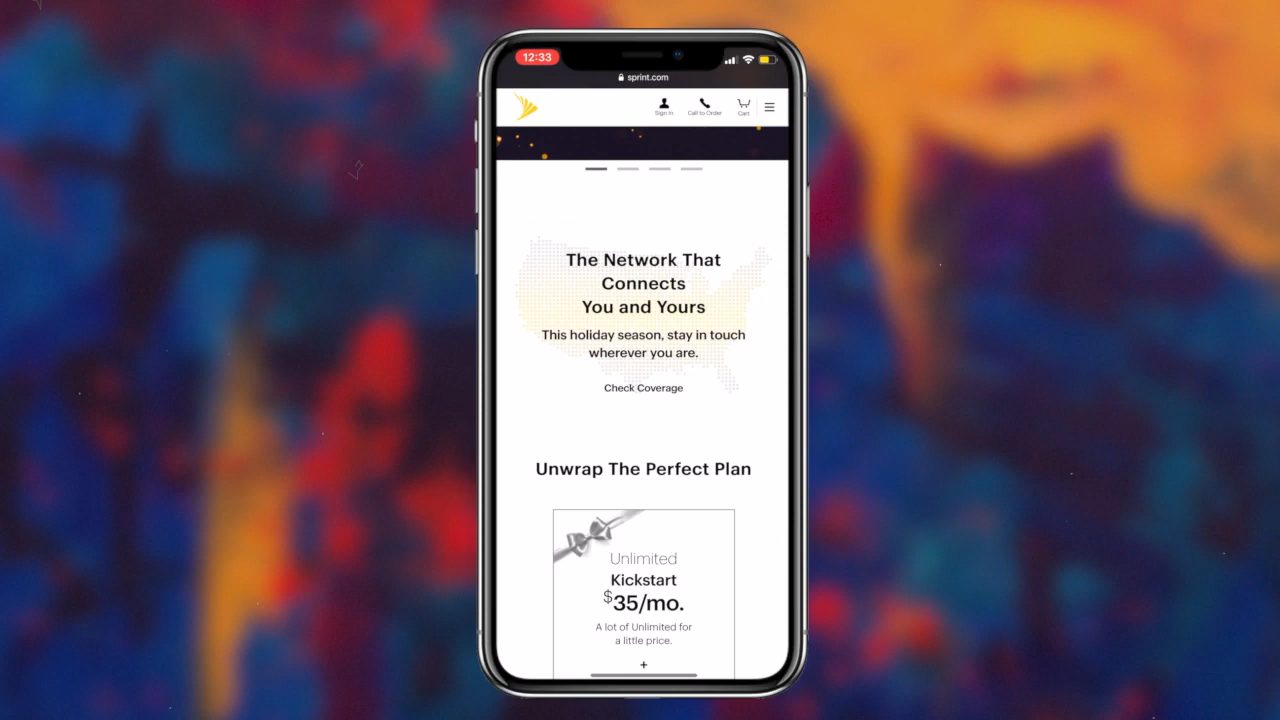 12:33
sprint.com
Sign In
Call to Order
Cart
The Network That
Connects
You and Yours
This holiday season, stay in touch
wherever you are.
Check Coverage
Unwrap The Perfect Plan
Unlimited
Kickstart
$35/mo.
A lot of Unlimited for
a little price.
+